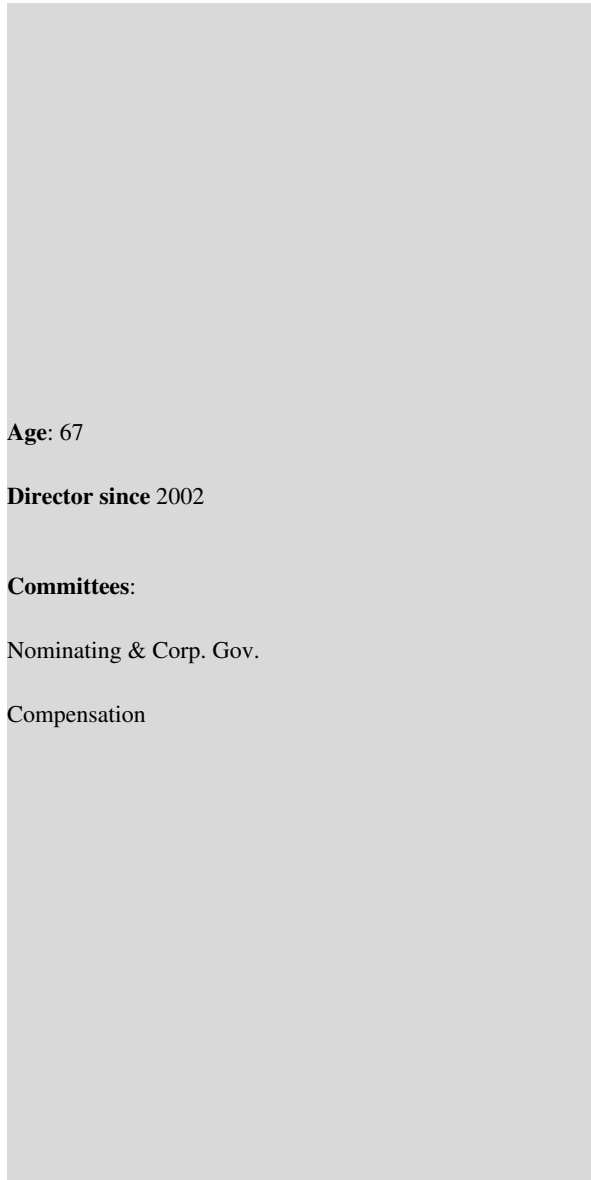 Age: 67
Director since 2002
Committees:
Nominating & Corp. Gov.
Compensation